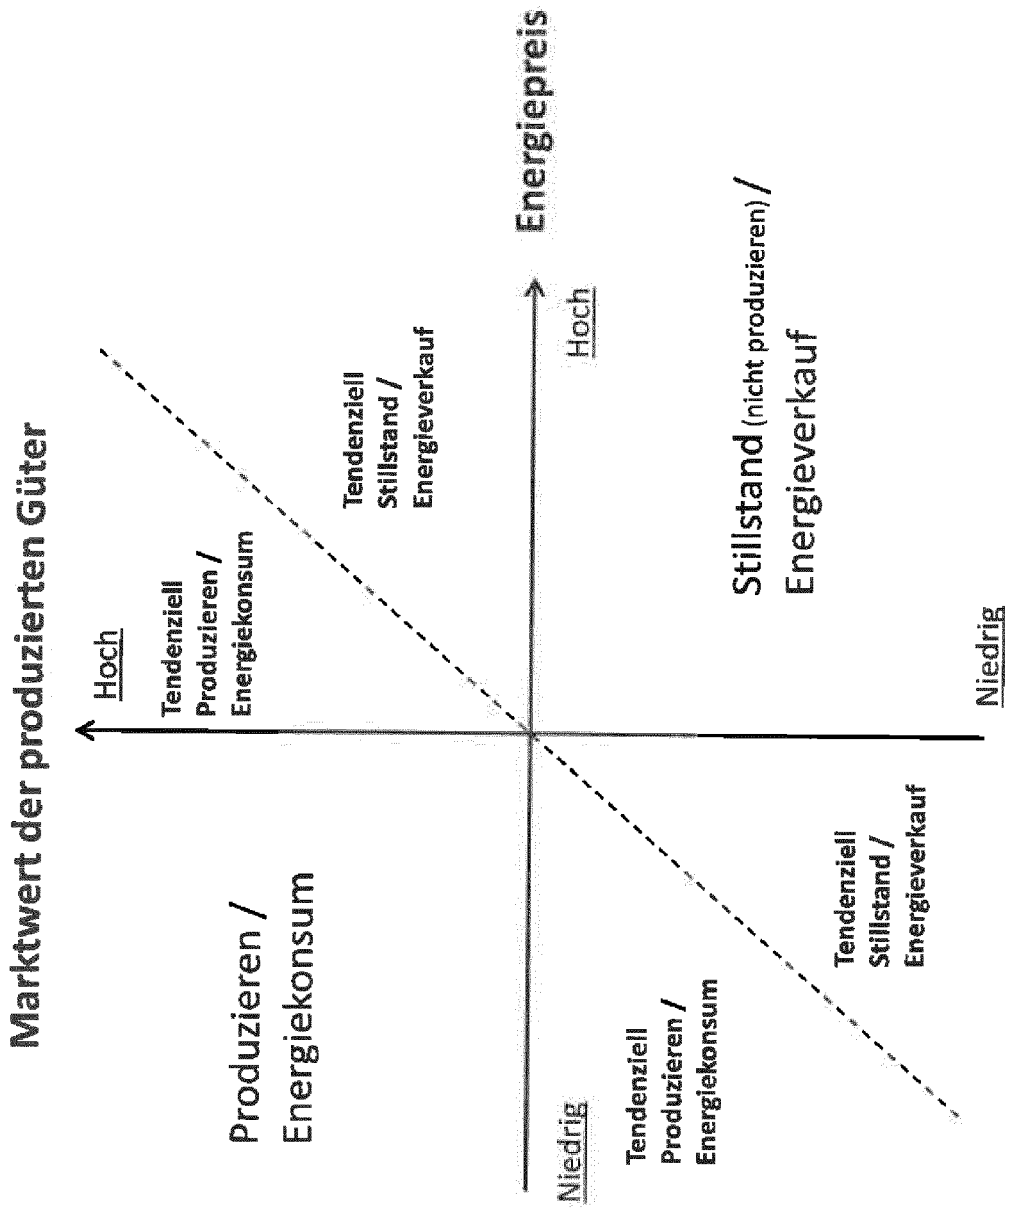 Marktwert der produzierten Güter
Hoch
Produzieren /
Energiekonsum
Tendenziell
Produzieren /
Energiekonsum
Tendenziell
Stillstand /
Energieverkauf
Energiepreis
Niedrig
Hoch
Tendenziell
Produzieren /
Energiekonsum
Stillstand (nicht produzieren) /
Energieverkauf
Tendenziell
Stillstand /
Energieverkauf
Niedrig